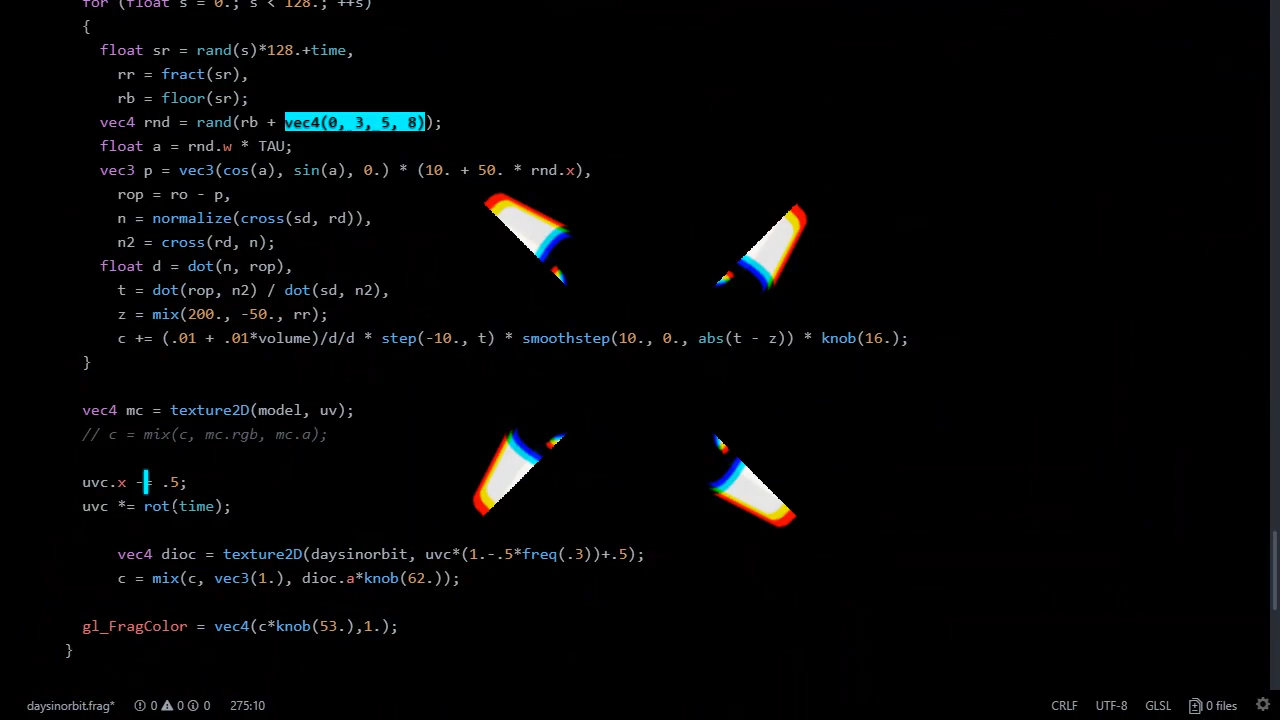 for (float s = 0.; s < 128.; ++s)
{
float sr = rand(s)*128.+time,
rr = fract(sr),
rb = floor(sr);
vec4 rnd = rand(rb + vec4(0, 3, 5, 8));
float a = rnd.w * TAU;
vec3 p = vec3(cos(a), sin(a), 0.) * (10. + 50. * rnd.x),
rop = ro - p,
n = normalize(cross(sd, rd)),
n2 = cross(rd, n);
float d = dot(n, rop),
t = dot(rop, n2) / dot(sd, n2),
z = mix(200., -50., rr);
c += (.01 + .01*volume)/d/d * step(-10., t) * smoothstep(10., 0., abs(t - z)) * knob(16.);
}
vec4 mc = texture2D(model, uv);
// c = mix(c, mc.rgb, mc.a);
uvc.x -= .5;
uvc *= rot(time);
vec4 dioc = texture2D(daysinorbit, uvc*(1.-.5*freq(.3))+.5);
c = mix(c, vec3(1.), dioc.a*knob(62.));
gl_FragColor = vec4(c*knob(53.),1.);
}
daysinorbit.frag* 0 0 0 275:10 CRLF UTF-8 GLSL 0 files